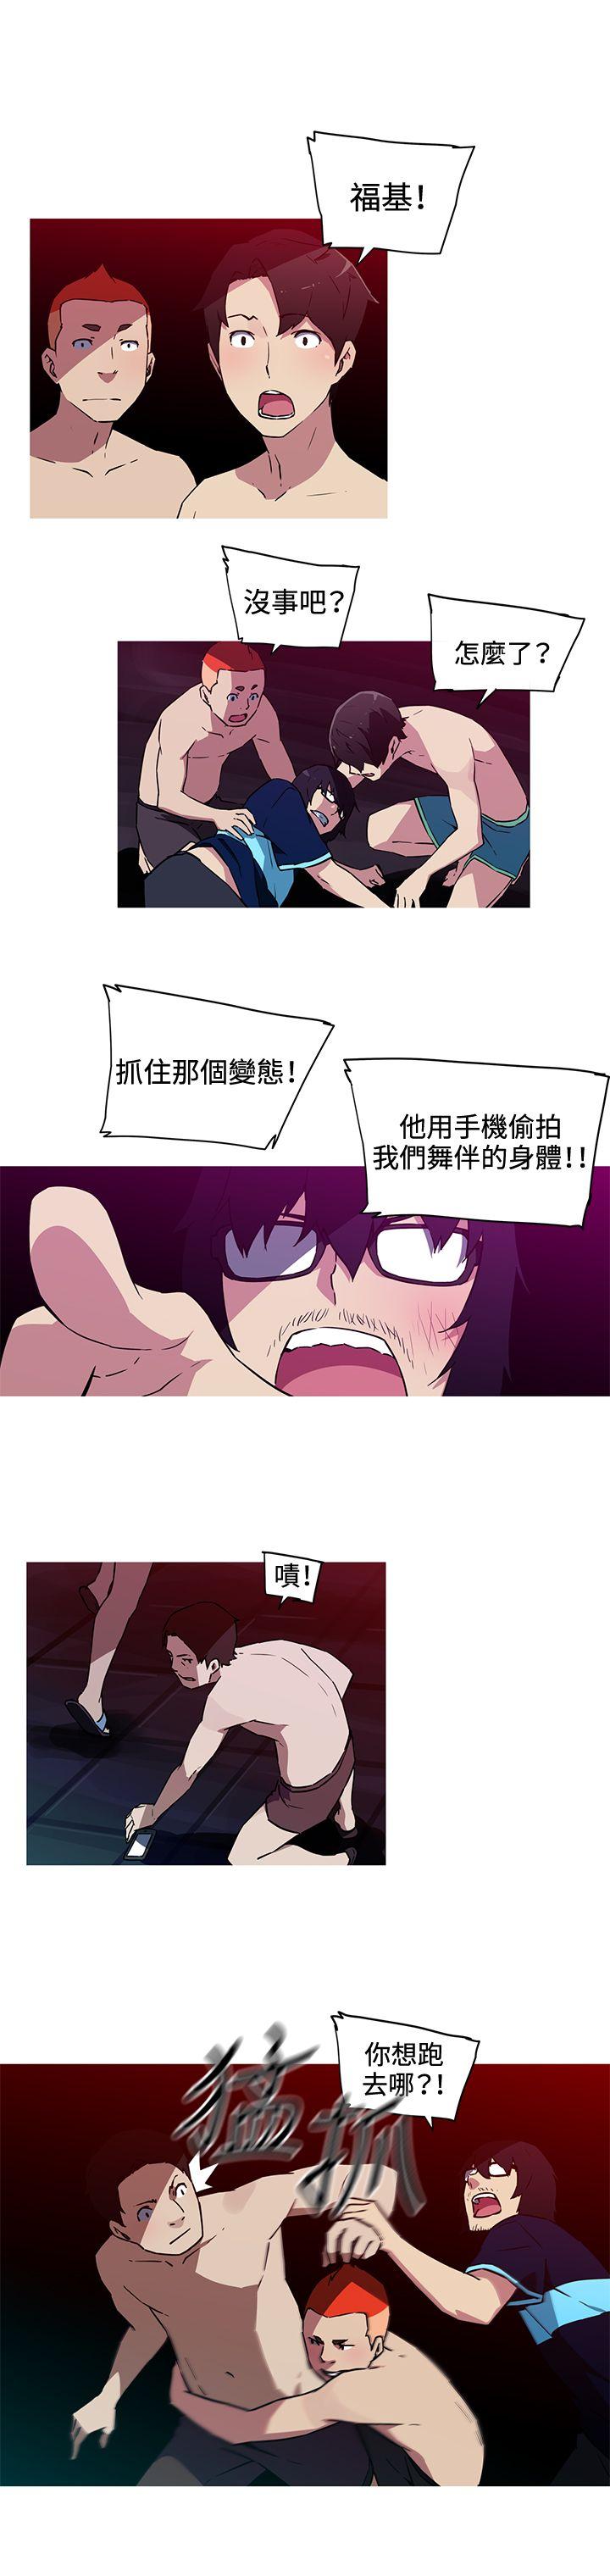 福基！
沒事吧？
怎麼了？
抓住那個變態！
他用手機偷拍
我們舞伴的身體！！
嘖！
你想跑
去哪？！
猛抓